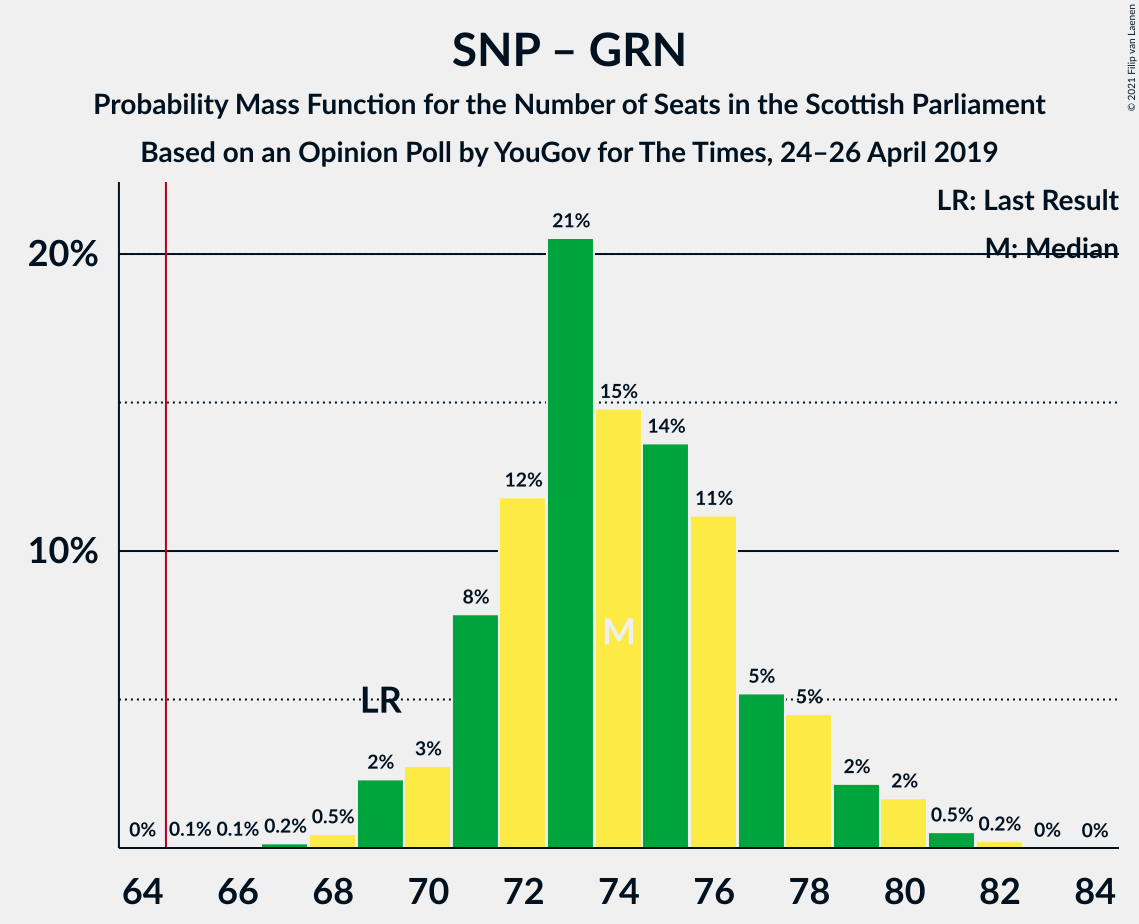 SNP – GRN
Probability Mass Function for the Number of Seats in the Scottish Parliament
Based on an Opinion Poll by YouGov for The Times, 24–26 April 2019
© 2021 Filip van Laenen
LR: Last Result
M: Median
20%
10%
0% 0.1% 0.1% 0.2% 0.5% 2% 3% 8% 12% 21% 15% 14% 11% 5% 5% 2% 2% 0.5% 0.2% 0% 0%
LR
M
64 66 68 70 72 74 76 78 80 82 84